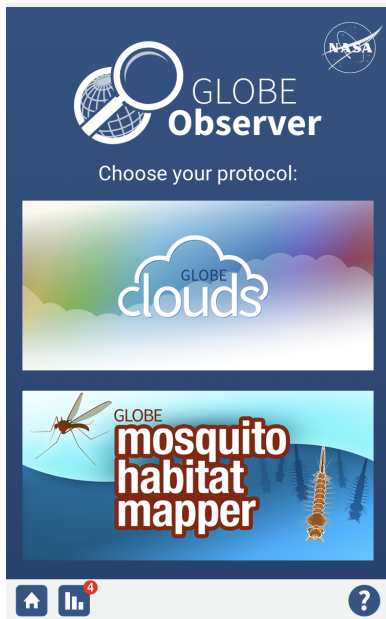 NASA
GLOBE
Observer
Choose your protocol:
GLOBE
clouds
GLOBE
mosquito
habitat
mapper
4
?